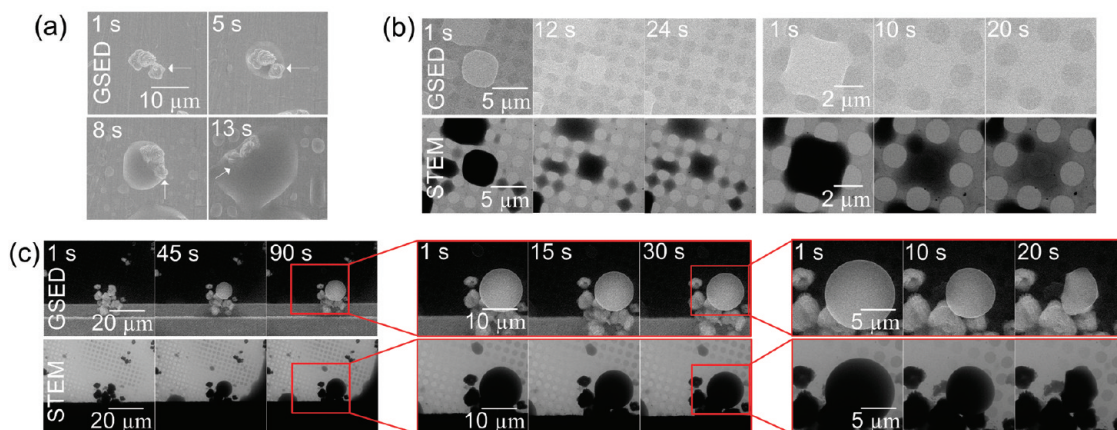 (a)
1 s
5 s
GSED
10 μm
8 s
13 s
(b)
1 s
12 s
24 s
GSED
5 μm
STEM
5 μm
1 s
10 s
20 s
2 μm
2 μm
(c)
1 s
45 s
90 s
GSED
20 μm
STEM
20 μm
1 s
15 s
30 s
10 μm
10 μm
1 s
10 s
20 s
5 μm
5 μm